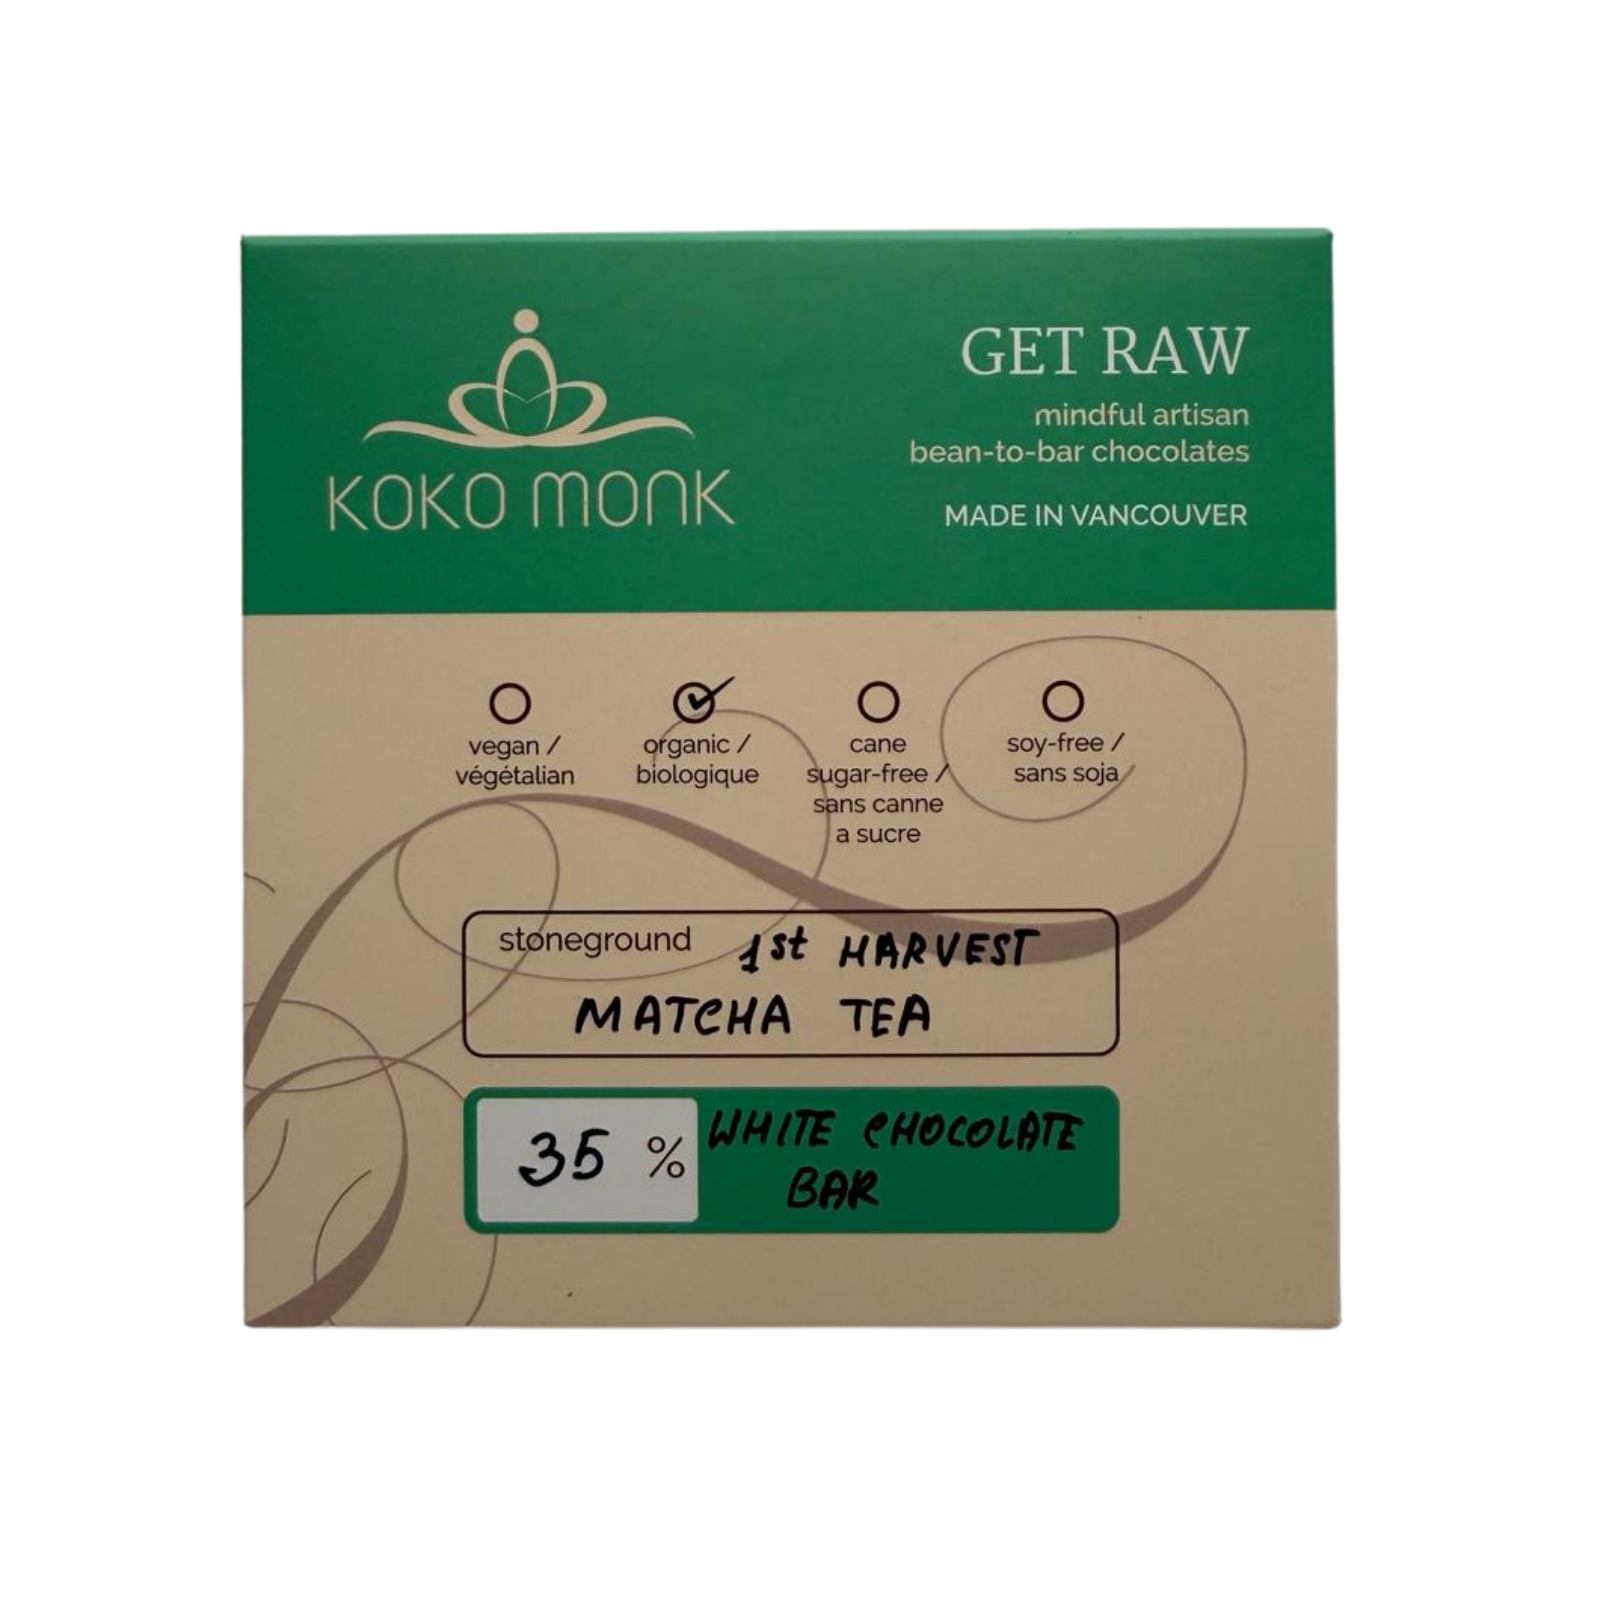 KOKO MONK
GET RAW
mindful artisan
bean-to-bar chocolates
MADE IN VANCOUVER
vegan /
végétalian
organic /
biologique
cane
sugar-free /
sans canne
a sucre
soy-free /
sans soja
stoneground 1st HARVEST
MATCHA TEA
35 % WHITE CHOCOLATE
BAR